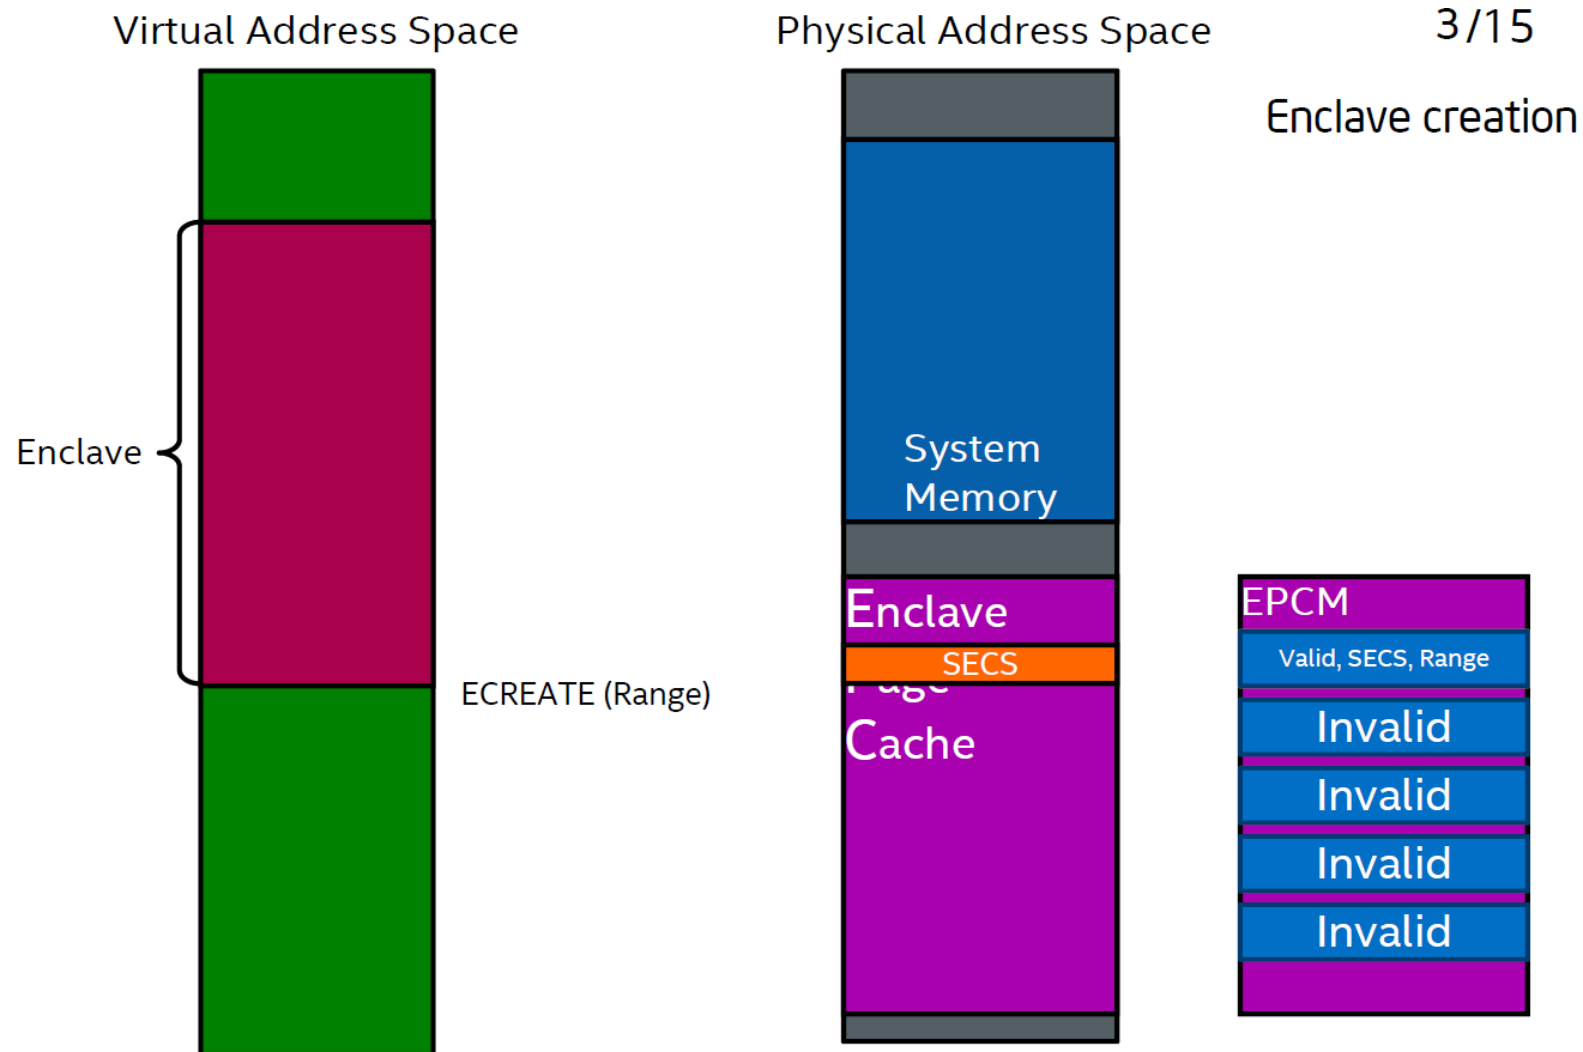 Virtual Address Space
Physical Address Space
3/15
Enclave creation
Enclave
ECREATE (Range)
System
Memory
Enclave
SECS
Page
Cache
EPCM
Valid, SECS, Range
Invalid
Invalid
Invalid
Invalid